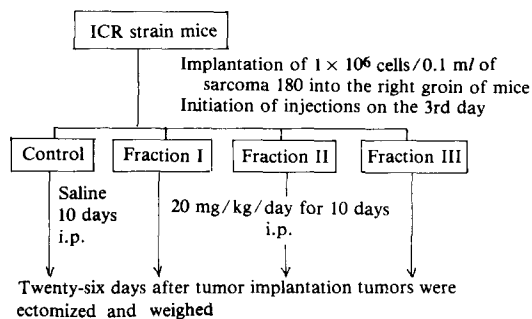 ICR strain mice
Implantation of 1 × 10⁶ cells/0.1 ml of
sarcoma 180 into the right groin of mice
Initiation of injections on the 3rd day
Control
Fraction I
Fraction II
Fraction III
Saline
10 days
i.p.
20 mg/kg/day for 10 days
i.p.
Twenty-six days after tumor implantation tumors were
ectomized and weighed